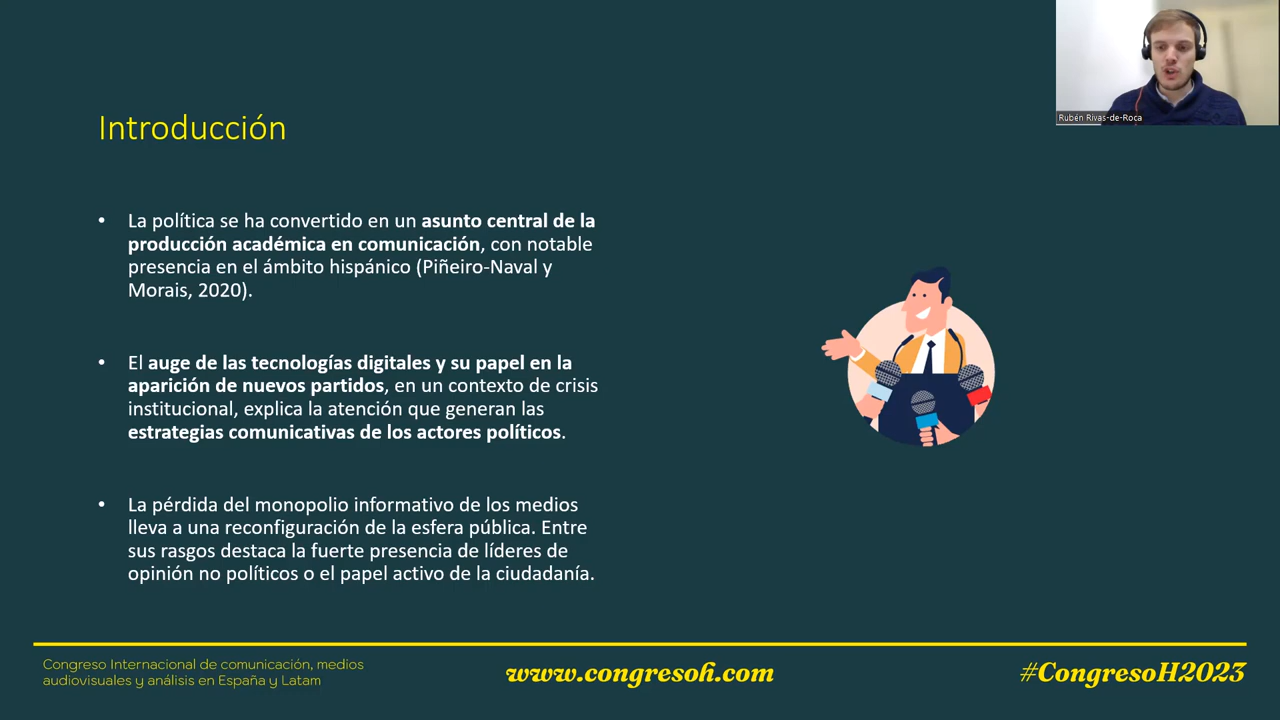 Rubén Rivas-de-Roca
Introducción
• La política se ha convertido en un asunto central de la
producción académica en comunicación, con notable
presencia en el ámbito hispánico (Piñeiro-Naval y
Morais, 2020).
• El auge de las tecnologías digitales y su papel en la
aparición de nuevos partidos, en un contexto de crisis
institucional, explica la atención que generan las
estrategias comunicativas de los actores políticos.
• La pérdida del monopolio informativo de los medios
lleva a una reconfiguración de la esfera pública. Entre
sus rasgos destaca la fuerte presencia de líderes de
opinión no políticos o el papel activo de la ciudadanía.
Congreso Internacional de comunicación, medios
audiovisuales y análisis en España y Latam
www.congresoh.com
#CongresoH2023